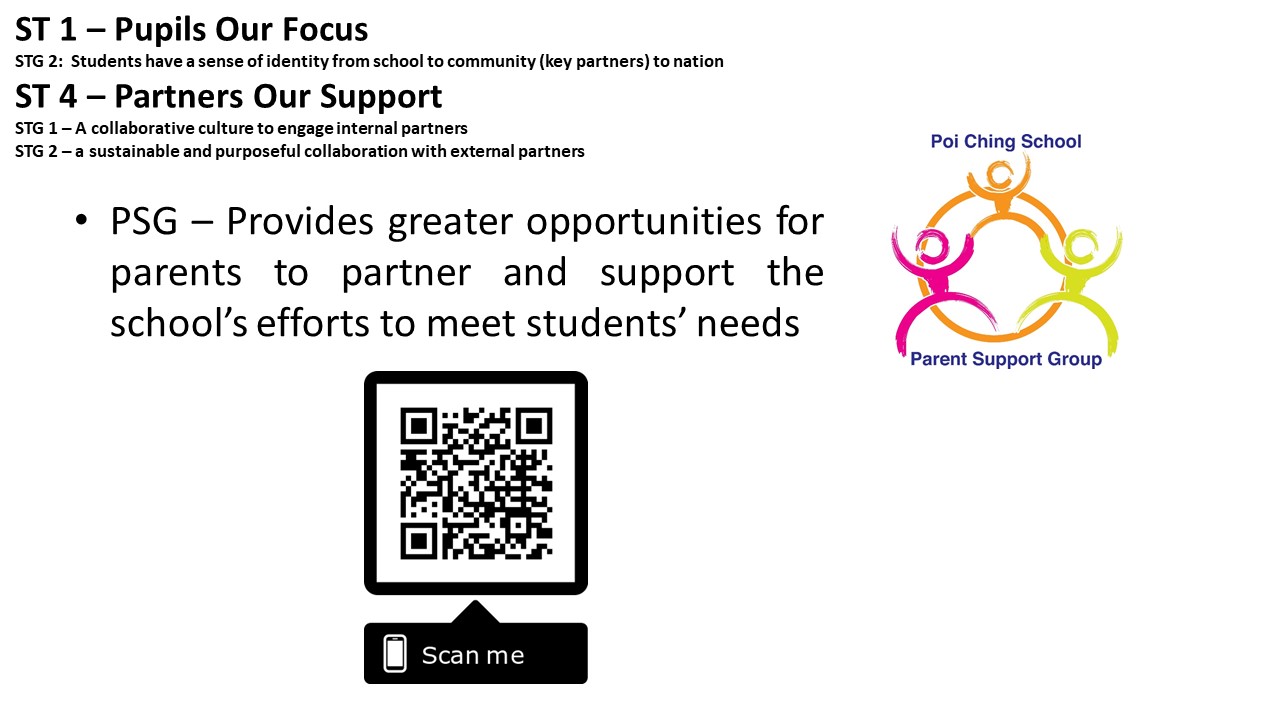 ST 1 – Pupils Our Focus
STG 2:  Students have a sense of identity from school to community (key partners) to nation
ST 4 – Partners Our Support
STG 1 – A collaborative culture to engage internal partners
STG 2 – a sustainable and purposeful collaboration with external partners
Poi Ching School
• PSG – Provides greater opportunities for
parents to partner and support the
school’s efforts to meet students’ needs
Parent Support Group
Scan me